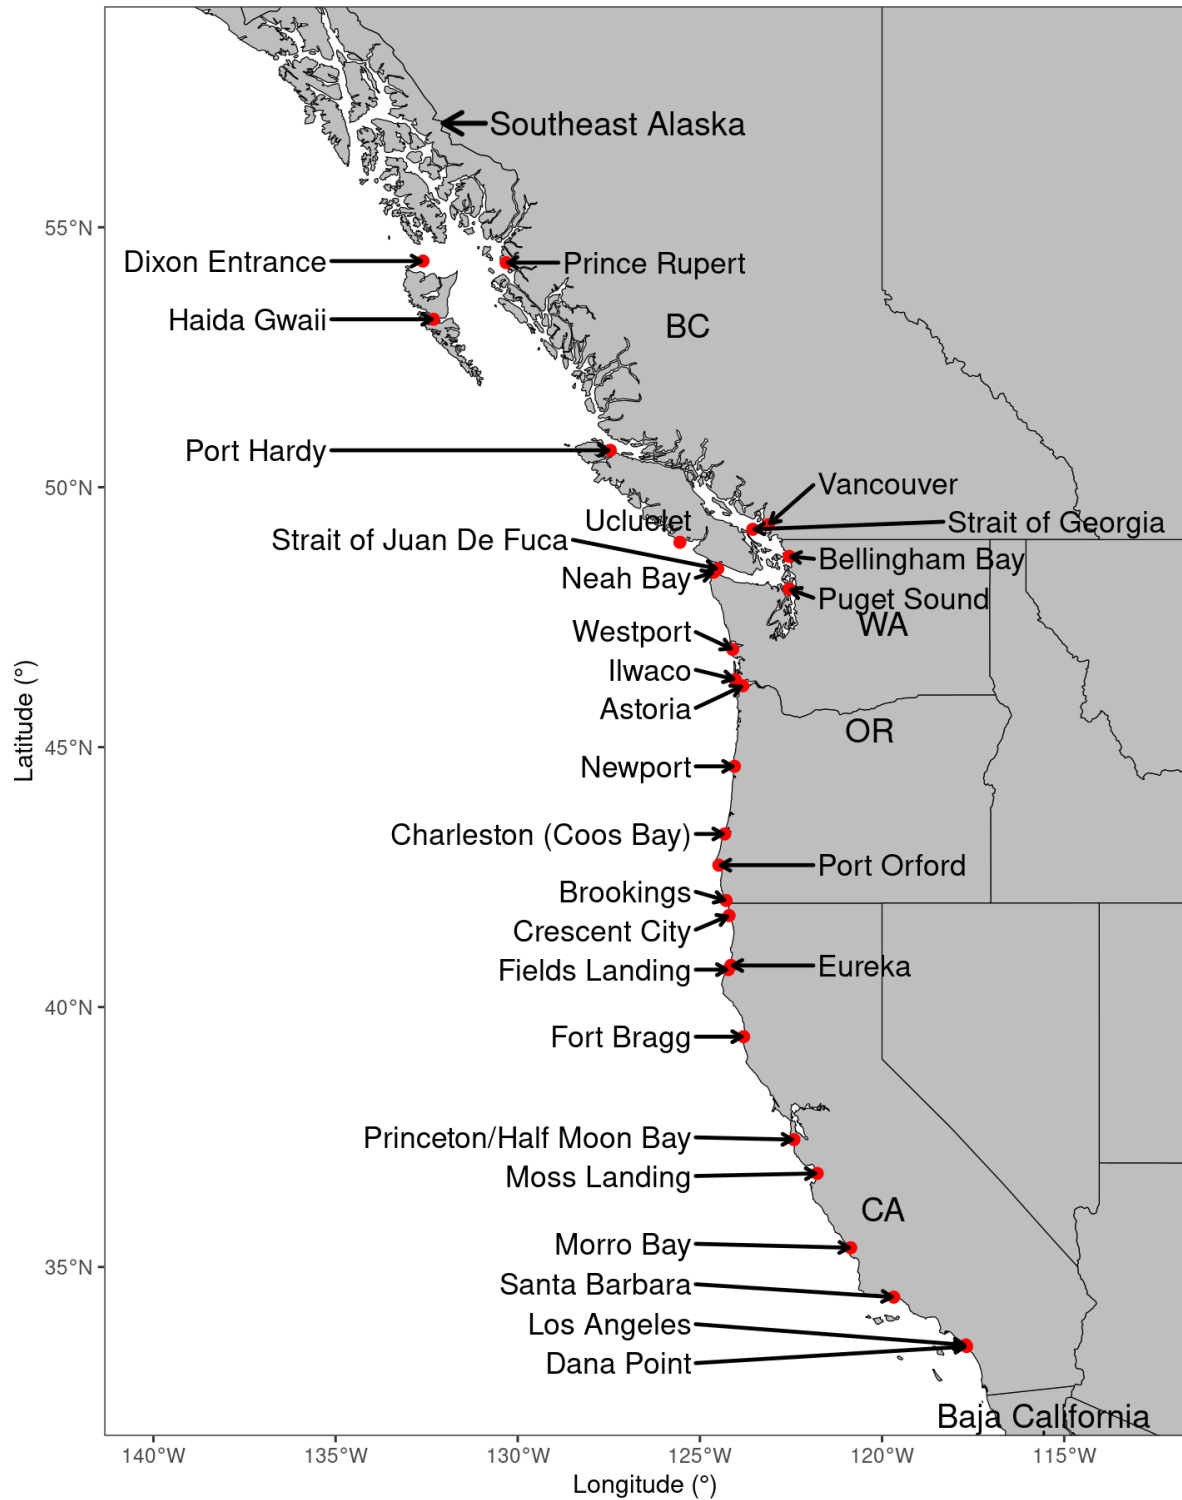 Southeast Alaska
55°N
Dixon Entrance
Prince Rupert
Haida Gwaii
BC
Port Hardy
50°N
Vancouver
Ucluelet
Strait of Georgia
Strait of Juan De Fuca
Bellingham Bay
Neah Bay
Puget Sound
WA
Westport
Ilwaco
Astoria
OR
45°N
Newport
Charleston (Coos Bay)
Port Orford
Brookings
Crescent City
Eureka
Fields Landing
40°N
Fort Bragg
Princeton/Half Moon Bay
Moss Landing
CA
Morro Bay
35°N
Santa Barbara
Los Angeles
Dana Point
Baja California
140°W 135°W 130°W 125°W 120°W 115°W
Longitude (°)
Latitude (°)